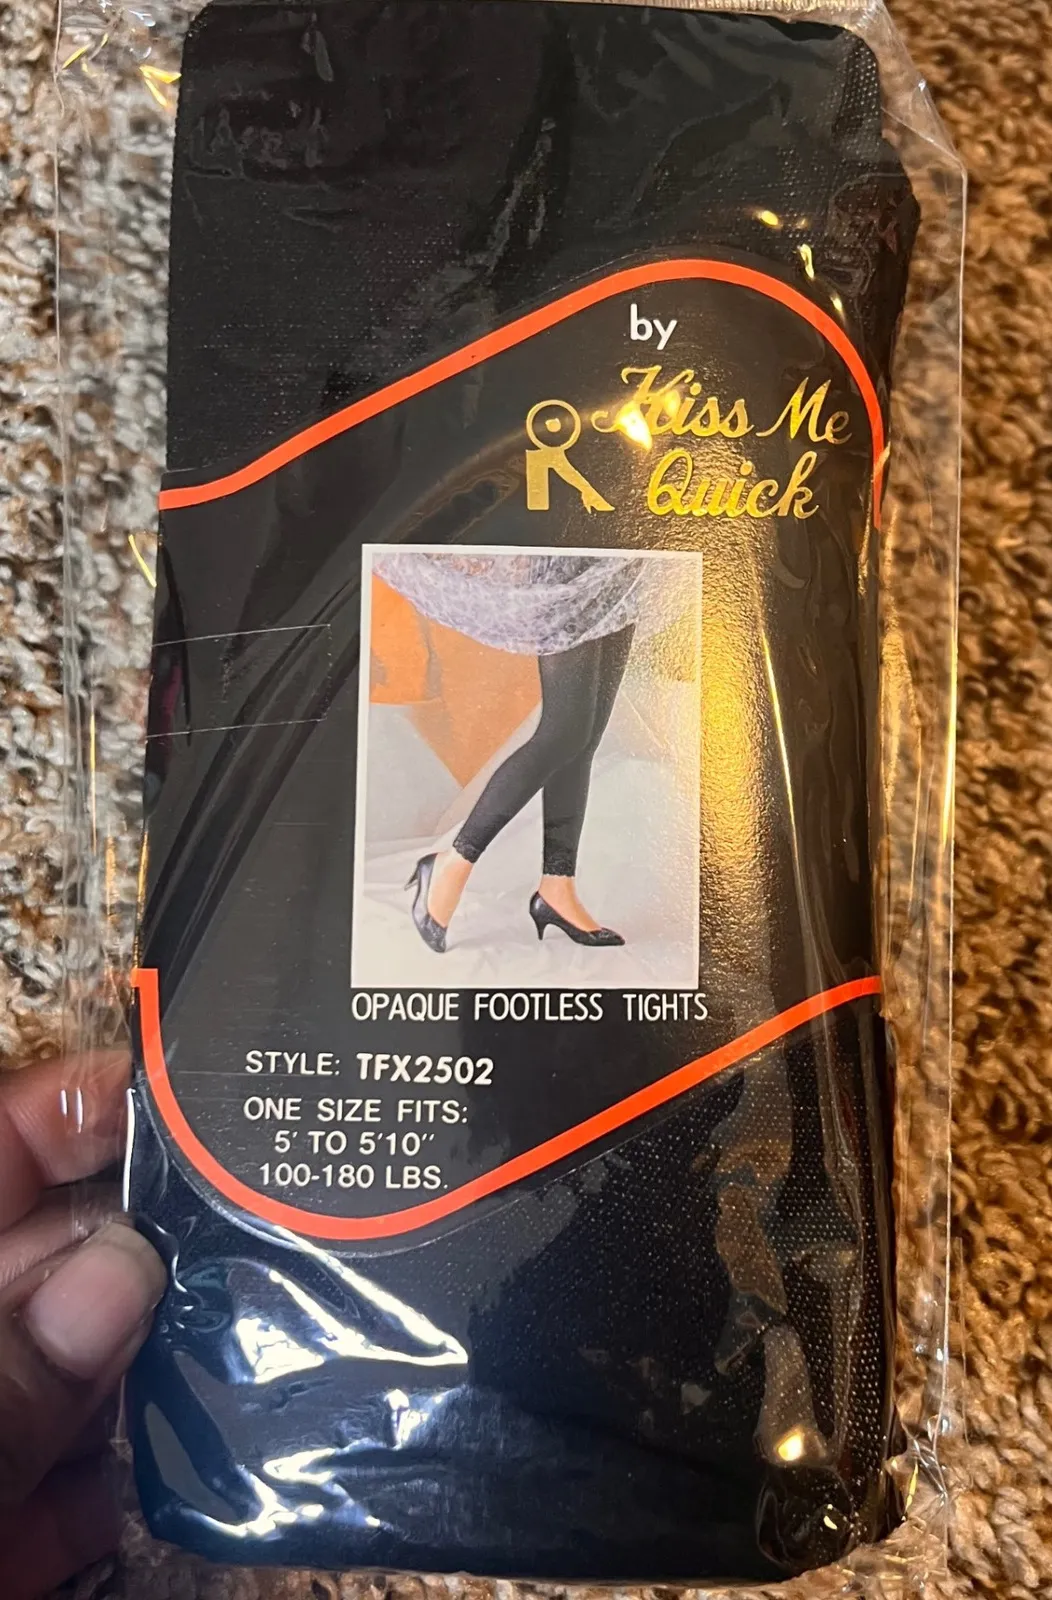 by
Kiss Me
Quick
OPAQUE FOOTLESS TIGHTS
STYLE: TFX2502
ONE SIZE FITS:
5' TO 5'10"
100-180 LBS.